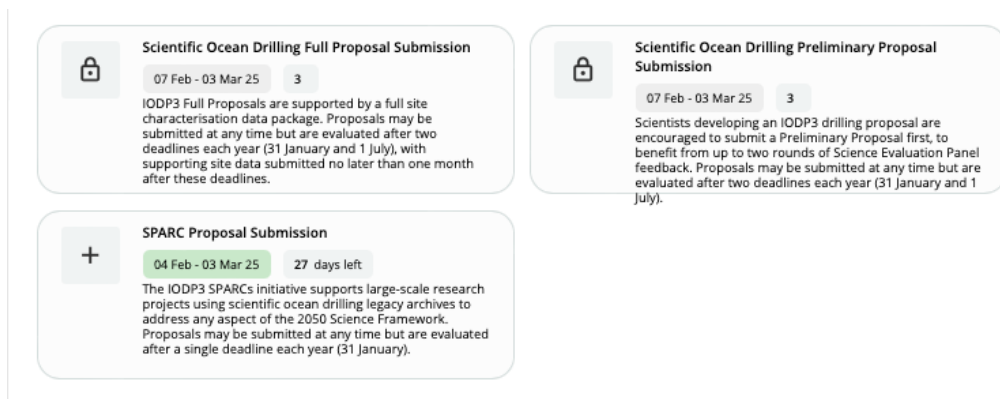 Scientific Ocean Drilling Full Proposal Submission
07 Feb - 03 Mar 25 3
IODP3 Full Proposals are supported by a full site
characterisation data package. Proposals may be
submitted at any time but are evaluated after two
deadlines each year (31 January and 1 July), with
supporting site data submitted no later than one month
after these deadlines.
Scientific Ocean Drilling Preliminary Proposal
Submission
07 Feb - 03 Mar 25 3
Scientists developing an IODP3 drilling proposal are
encouraged to submit a Preliminary Proposal first, to
benefit from up to two rounds of Science Evaluation Panel
feedback. Proposals may be submitted at any time but are
evaluated after two deadlines each year (31 January and 1
July).
SPARC Proposal Submission
04 Feb - 03 Mar 25 27 days left
The IODP3 SPARCs initiative supports large-scale research
projects using scientific ocean drilling legacy archives to
address any aspect of the 2050 Science Framework.
Proposals may be submitted at any time but are evaluated
after a single deadline each year (31 January).